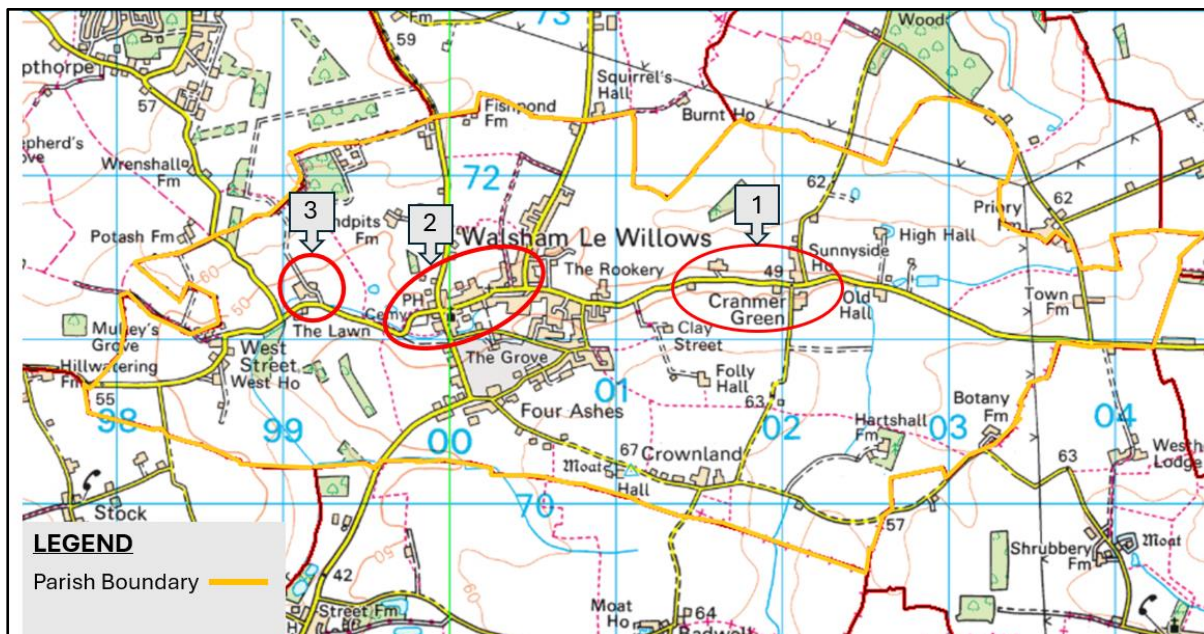 Wood
73
59
60
pthorpe
57
Fishpond
Fm
Squirrel's
Hall
Burnt Ho
Wrenshall
Fm
72
62
62
3
2
1
ndpits
Fm
Priory
Potash Fm
Walsham Le Willows
Sunnyside
Ho
High Hall
60
50
The Rookery
49
PH
Cemy
Cranmer
Green
Old
Hall
Town
Fm
The Lawn
Mulley's
Grove
Clay
Street
West
Street
West Ho
The Grove
Hillwatering
Fm
55
Folly
Hall
01
63
Botany
Fm
98
99
00
02
03
04
Four Ashes
Hartshall
Fm
67
Crownland
Moat
Hall
63
Westh
Lodge
70
57
Stock
LEGEND
Parish Boundary
50
42
Street Fm
Moat
Ho
64
Shrubbery
Fm
Moat